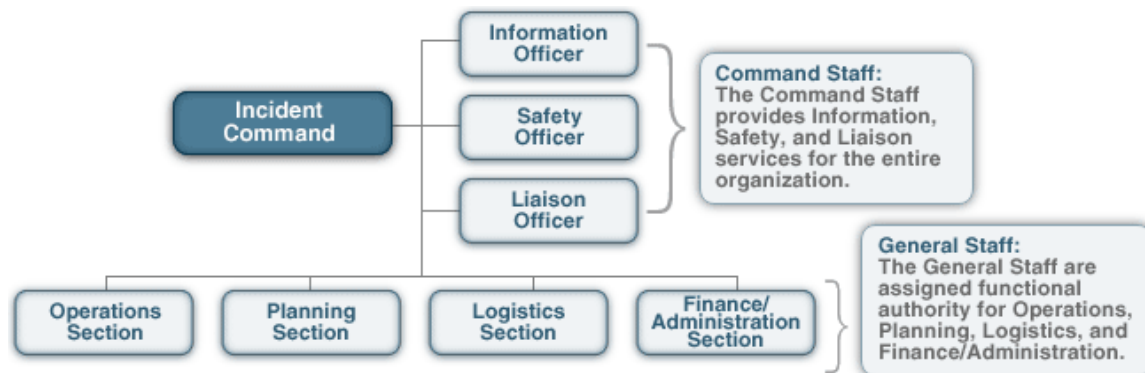 Information
Officer
Command Staff:
The Command Staff
provides Information,
Safety, and Liaison
services for the entire
organization.
Incident
Command
Safety
Officer
Liaison
Officer
General Staff:
The General Staff are
assigned functional
authority for Operations,
Planning, Logistics, and
Finance/Administration.
Operations
Section
Planning
Section
Logistics
Section
Finance/
Administration
Section